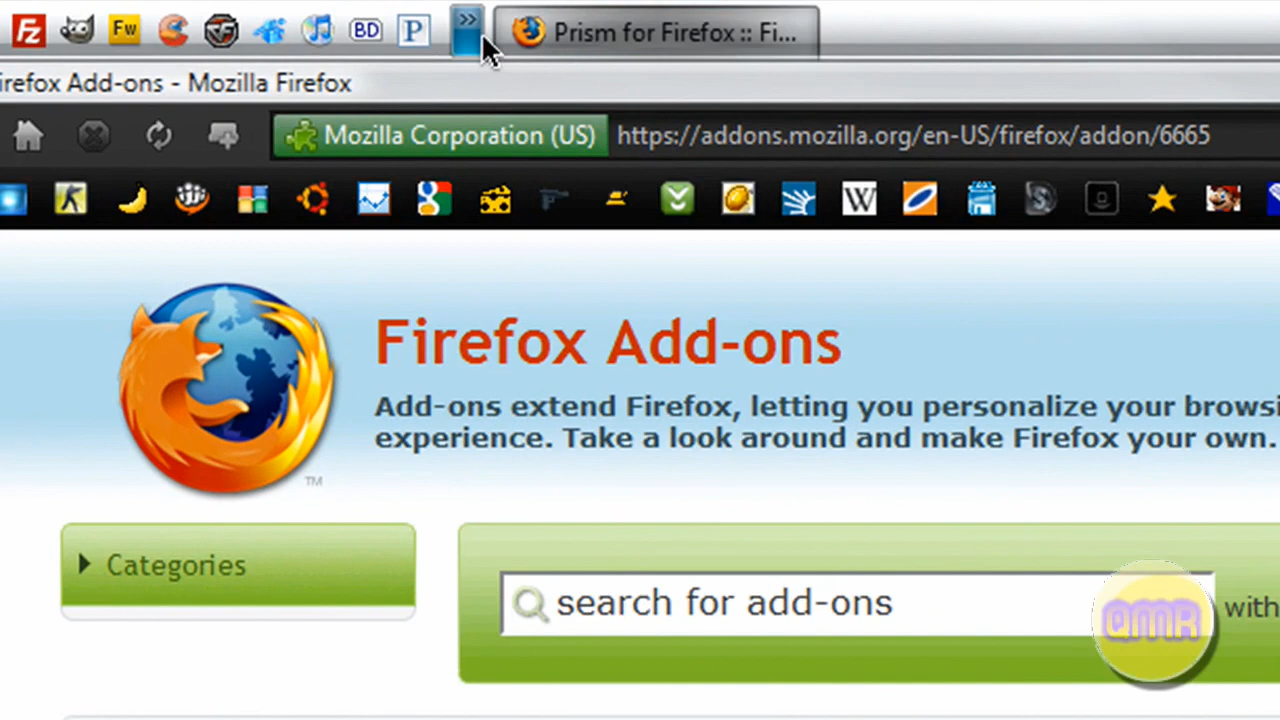 Fz Fw BD P >> Prism for Firefox :: Fi...
irefox Add-ons - Mozilla Firefox
Mozilla Corporation (US) https://addons.mozilla.org/en-US/firefox/addon/6665
g W
Firefox Add-ons
Add-ons extend Firefox, letting you personalize your browsi
experience. Take a look around and make Firefox your own.
TM
Categories
search for add-ons
with
QMR